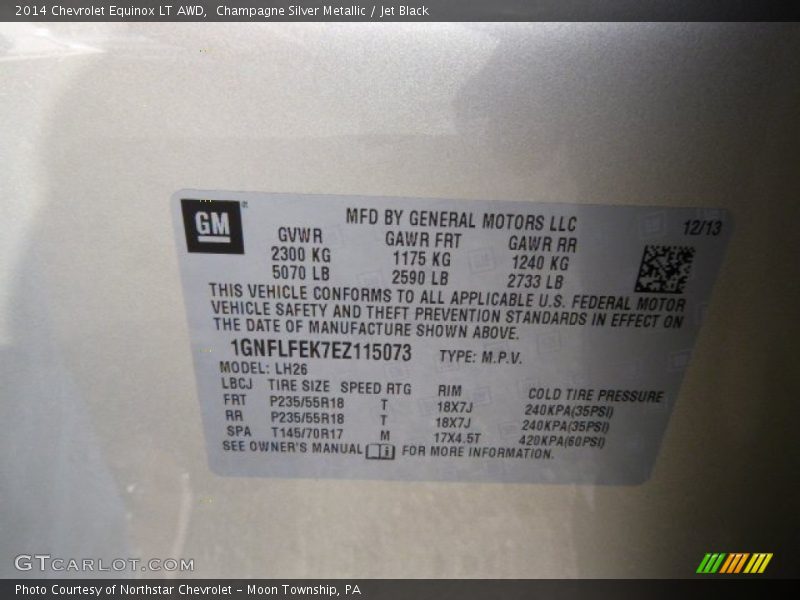 2014 Chevrolet Equinox LT AWD,  Champagne Silver Metallic / Jet Black
GM®
MFD BY GENERAL MOTORS LLC 12/13
GVWR GAWR FRT GAWR RR
2300 KG 1175 KG 1240 KG
5070 LB 2590 LB 2733 LB
THIS VEHICLE CONFORMS TO ALL APPLICABLE U.S. FEDERAL MOTOR
VEHICLE SAFETY AND THEFT PREVENTION STANDARDS IN EFFECT ON
THE DATE OF MANUFACTURE SHOWN ABOVE.
1GNFLFEK7EZ115073 TYPE: M.P.V.
MODEL: LH26
LBCJ TIRE SIZE SPEED RTG RIM COLD TIRE PRESSURE
FRT P235/55R18 T 18X7J 240KPA(35PSI)
RR P235/55R18 T 18X7J 240KPA(35PSI)
SPA T145/70R17 M 17X4.5T 420KPA(60PSI)
SEE OWNER'S MANUAL FOR MORE INFORMATION.
GTCARLOT.COM
Photo Courtesy of Northstar Chevrolet - Moon Township, PA